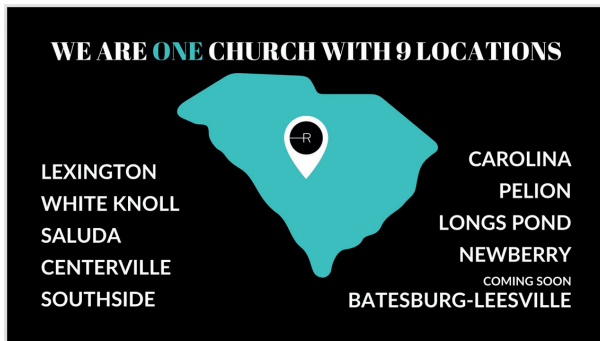 WE ARE ONE CHURCH WITH 9 LOCATIONS
R
LEXINGTON
WHITE KNOLL
SALUDA
CENTERVILLE
SOUTHSIDE
CAROLINA
PELION
LONGS POND
NEWBERRY
COMING SOON
BATESBURG-LEESVILLE